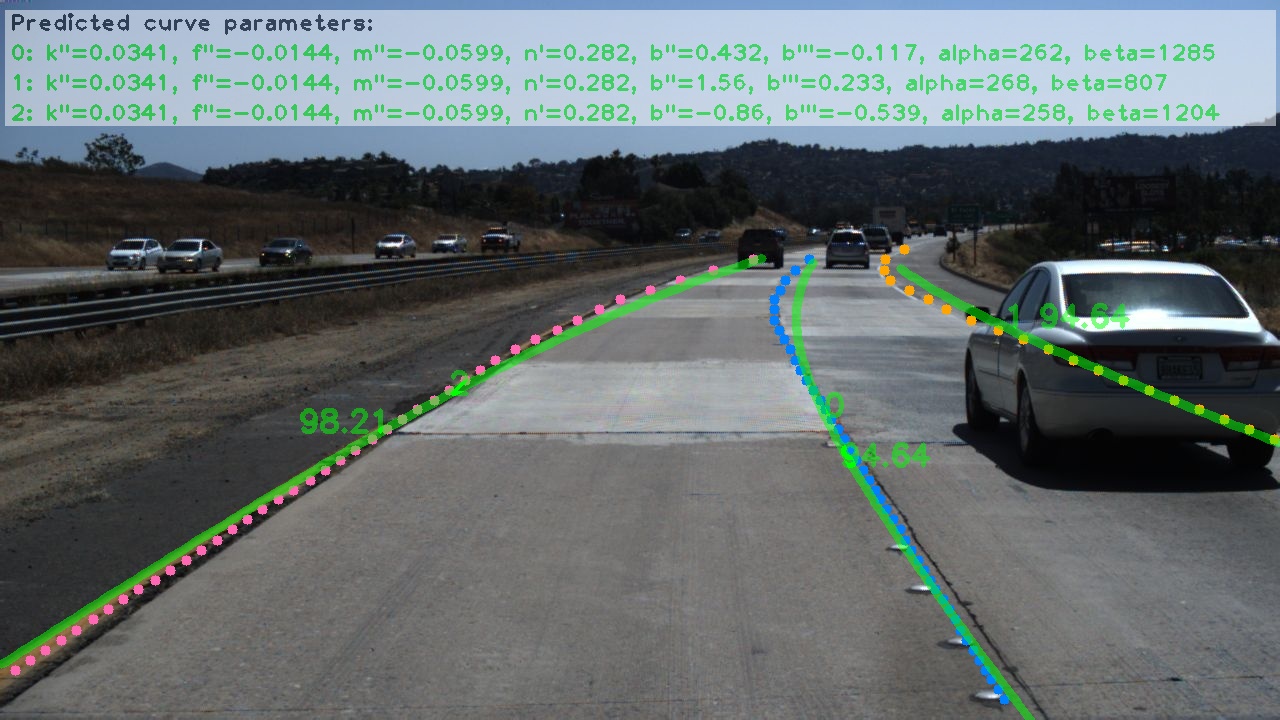 Predicted curve parameters:
0: k''=0.0341, f''=-0.0144, m''=-0.0599, n'=0.282, b''=0.432, b'''=-0.117, alpha=262, beta=1285
1: k''=0.0341, f''=-0.0144, m''=-0.0599, n'=0.282, b''=1.56, b'''=0.233, alpha=268, beta=807
2: k''=0.0341, f''=-0.0144, m''=-0.0599, n'=0.282, b''=-0.86, b'''=-0.539, alpha=258, beta=1204
1 94.64
2
98.21
0
94.64